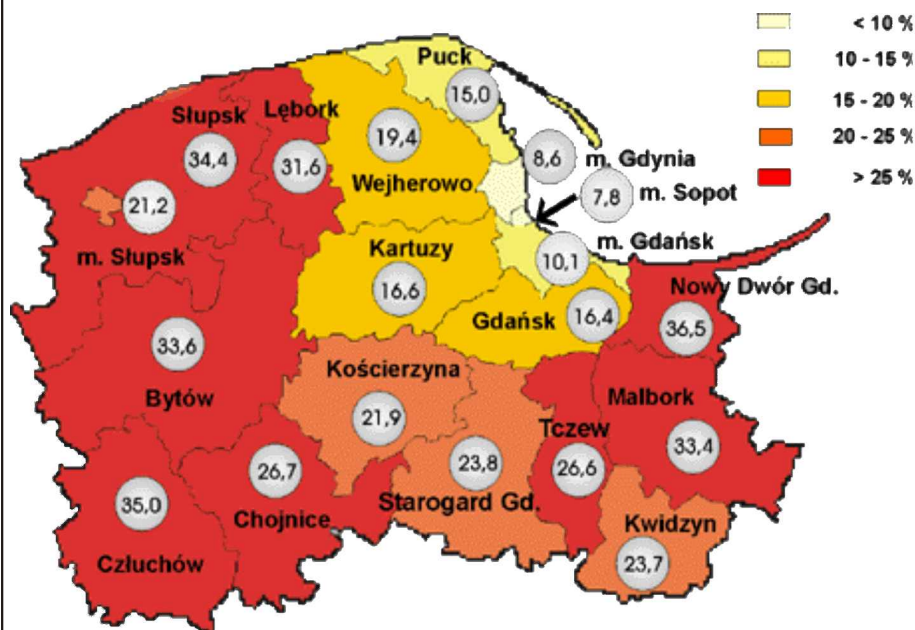 < 10 %
10 - 15 %
15 - 20 %
20 - 25 %
> 25 %
Puck
15,0
Słupsk
34,4
Lębork
31,6
19,4
Wejherowo
8,6
m. Gdynia
7,8
m. Sopot
21,2
m. Słupsk
Kartuzy
16,6
m. Gdańsk
10,1
Nowy Dwór Gd.
36,5
Gdańsk
16,4
33,6
Bytów
Kościerzyna
21,9
Malbork
33,4
Tczew
26,6
23,8
Starogard Gd.
26,7
Chojnice
35,0
Człuchów
Kwidzyn
23,7